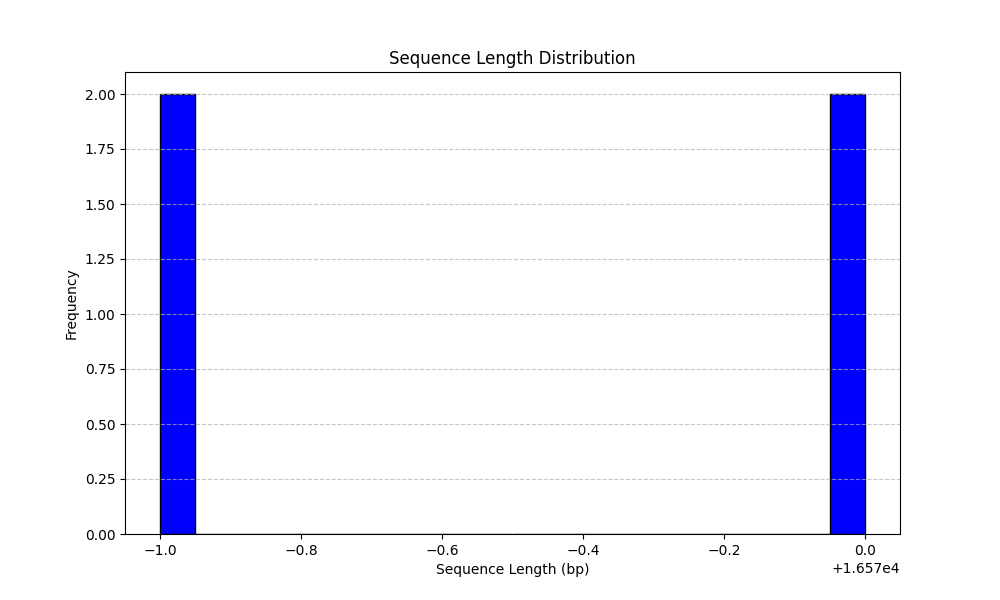 Sequence Length Distribution
2.00
1.75
1.50
1.25
1.00
0.75
0.50
0.25
0.00
Frequency
−1.0 −0.8 −0.6 −0.4 −0.2 0.0
Sequence Length (bp)
+1.657e4